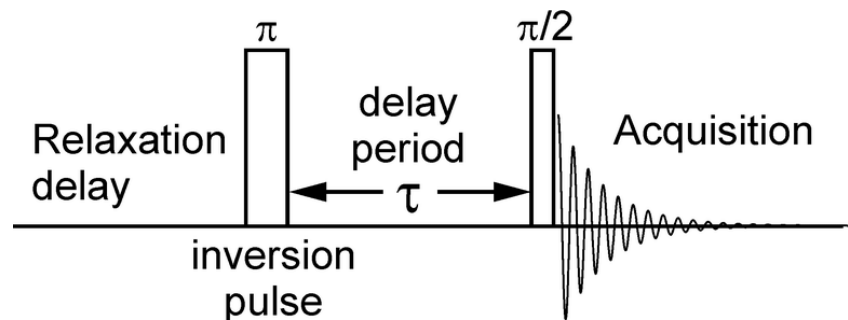 π
π/2
Relaxation
delay
delay
period
τ
Acquisition
inversion
pulse